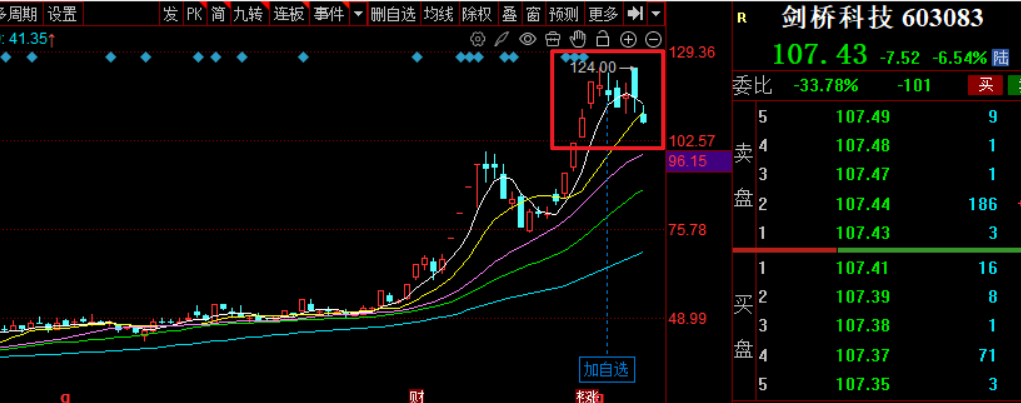 多周期 设置 发 PK 简 九转 连板 事件 删自选 均线 除权 叠 窗 预测 更多
: 41.35↑
129.36
124.00→
102.57
96.15
75.78
48.99
加自选
q 财 q
R 剑桥科技 603083
107.43 -7.52 -6.54% 陆
委比 -33.78% -101 买
卖盘
5 107.49 9
4 107.48 1
3 107.47 1
2 107.44 186
1 107.43 3
买盘
1 107.41 16
2 107.39 8
3 107.38 1
4 107.37 71
5 107.35 3